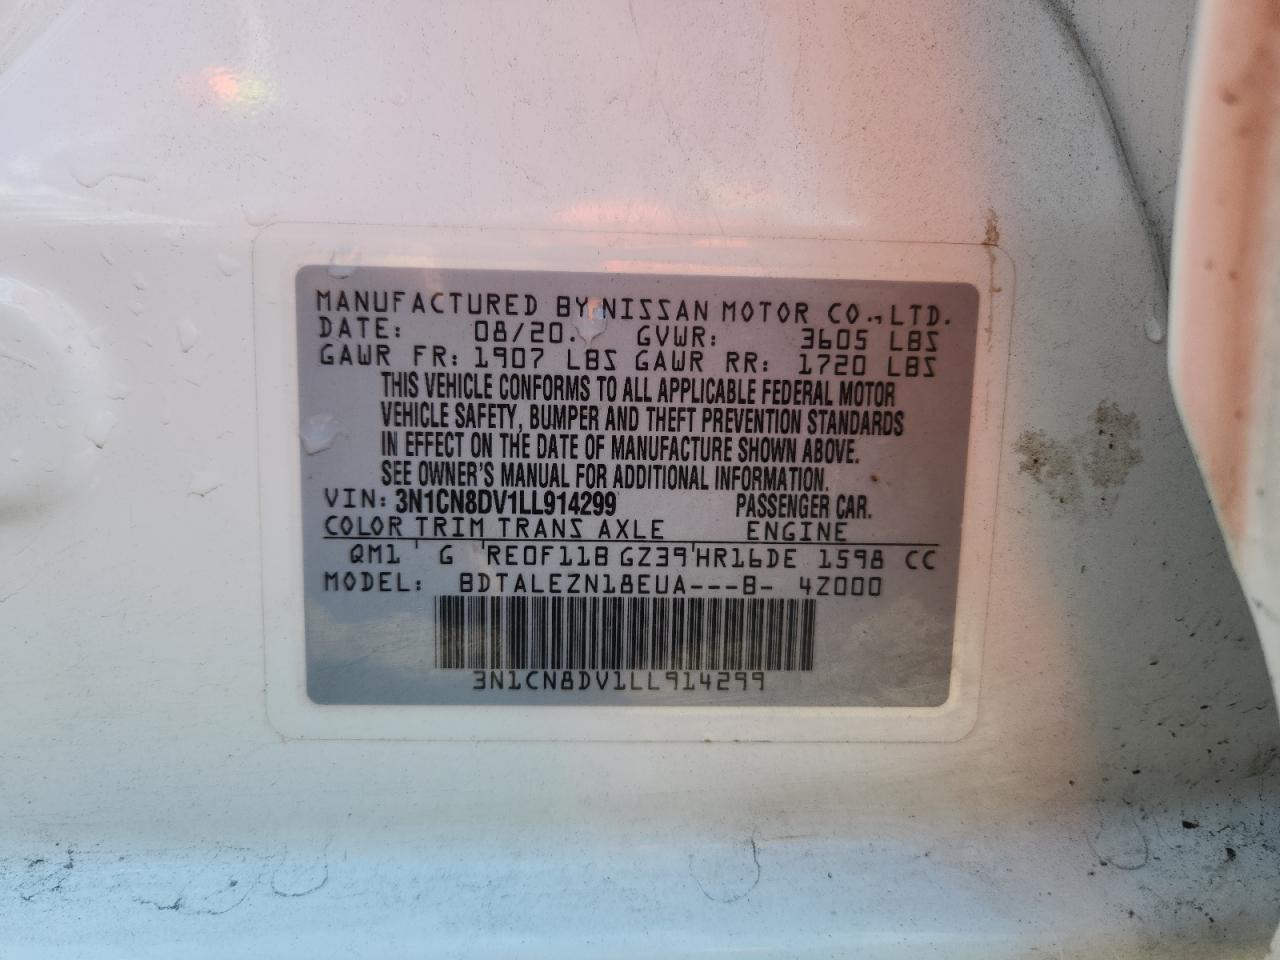 MANUFACTURED BY NISSAN MOTOR CO., LTD.
DATE: 08/20. GVWR: 3605 LBS
GAWR FR: 1907 LBS GAWR RR: 1720 LBS
THIS VEHICLE CONFORMS TO ALL APPLICABLE FEDERAL MOTOR
VEHICLE SAFETY, BUMPER AND THEFT PREVENTION STANDARDS
IN EFFECT ON THE DATE OF MANUFACTURE SHOWN ABOVE.
SEE OWNER'S MANUAL FOR ADDITIONAL INFORMATION.
VIN: 3N1CN8DV1LL914299 PASSENGER CAR.
COLOR TRIM TRANS AXLE ENGINE
QM1 ' G 'RE0F11B GZ39'HR16DE 1598 CC
MODEL: BDTALEZN18EUA---B- 4Z000
3N1CN8DV1LL914299